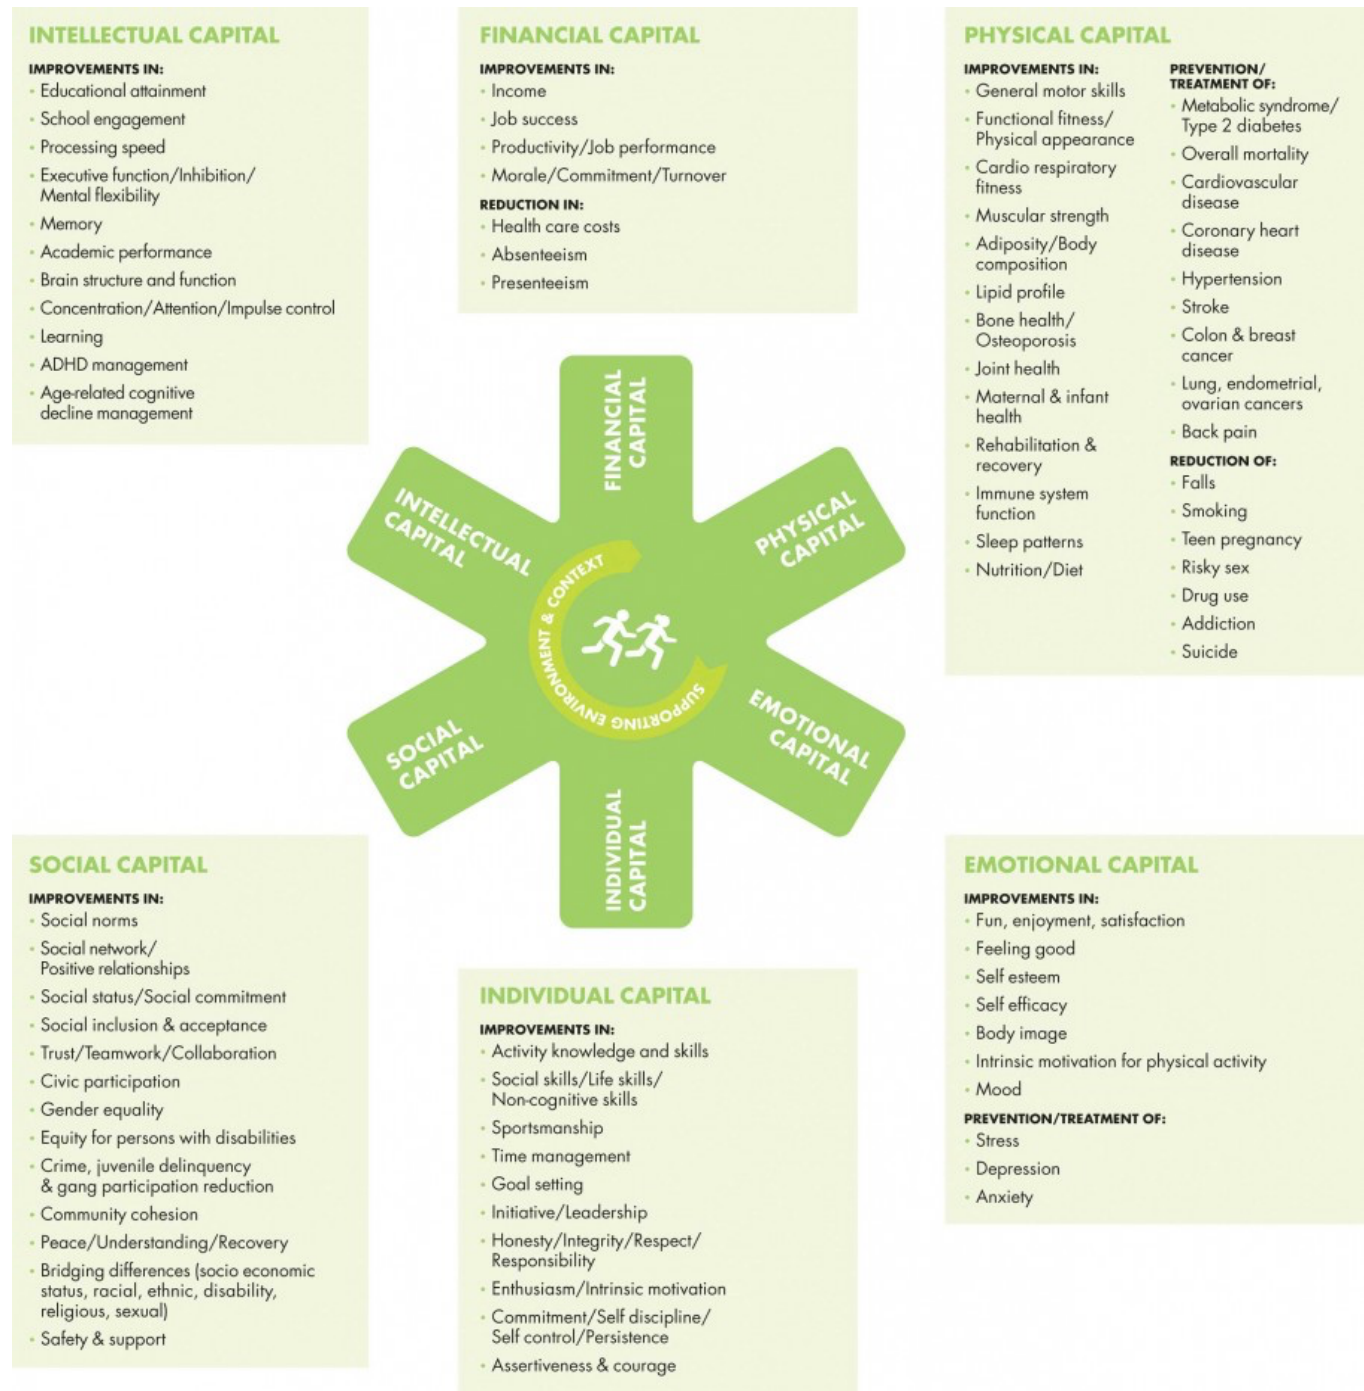 INTELLECTUAL CAPITAL
IMPROVEMENTS IN:
• Educational attainment
• School engagement
• Processing speed
• Executive function/Inhibition/
Mental flexibility
• Memory
• Academic performance
• Brain structure and function
• Concentration/Attention/Impulse control
• Learning
• ADHD management
• Age-related cognitive
decline management
FINANCIAL CAPITAL
IMPROVEMENTS IN:
• Income
• Job success
• Productivity/Job performance
• Morale/Commitment/Turnover
REDUCTION IN:
• Health care costs
• Absenteeism
• Presenteeism
PHYSICAL CAPITAL
IMPROVEMENTS IN:
• General motor skills
• Functional fitness/
Physical appearance
• Cardio respiratory
fitness
• Muscular strength
• Adiposity/Body
composition
• Lipid profile
• Bone health/
Osteoporosis
• Joint health
• Maternal & infant
health
• Rehabilitation &
recovery
• Immune system
function
• Sleep patterns
• Nutrition/Diet
PREVENTION/
TREATMENT OF:
• Metabolic syndrome/
Type 2 diabetes
• Overall mortality
• Cardiovascular
disease
• Coronary heart
disease
• Hypertension
• Stroke
• Colon & breast
cancer
• Lung, endometrial,
ovarian cancers
• Back pain
REDUCTION OF:
• Falls
• Smoking
• Teen pregnancy
• Risky sex
• Drug use
• Addiction
• Suicide
FINANCIAL
CAPITAL
INTELLECTUAL
CAPITAL
PHYSICAL
CAPITAL
SUPPORTING ENVIRONMENT & CONTEXT
SOCIAL
CAPITAL
EMOTIONAL
CAPITAL
INDIVIDUAL
CAPITAL
SOCIAL CAPITAL
IMPROVEMENTS IN:
• Social norms
• Social network/
Positive relationships
• Social status/Social commitment
• Social inclusion & acceptance
• Trust/Teamwork/Collaboration
• Civic participation
• Gender equality
• Equity for persons with disabilities
• Crime, juvenile delinquency
& gang participation reduction
• Community cohesion
• Peace/Understanding/Recovery
• Bridging differences (socio economic
status, racial, ethnic, disability,
religious, sexual)
• Safety & support
INDIVIDUAL CAPITAL
IMPROVEMENTS IN:
• Activity knowledge and skills
• Social skills/Life skills/
Non-cognitive skills
• Sportsmanship
• Time management
• Goal setting
• Initiative/Leadership
• Honesty/Integrity/Respect/
Responsibility
• Enthusiasm/Intrinsic motivation
• Commitment/Self discipline/
Self control/Persistence
• Assertiveness & courage
EMOTIONAL CAPITAL
IMPROVEMENTS IN:
• Fun, enjoyment, satisfaction
• Feeling good
• Self esteem
• Self efficacy
• Body image
• Intrinsic motivation for physical activity
• Mood
PREVENTION/TREATMENT OF:
• Stress
• Depression
• Anxiety